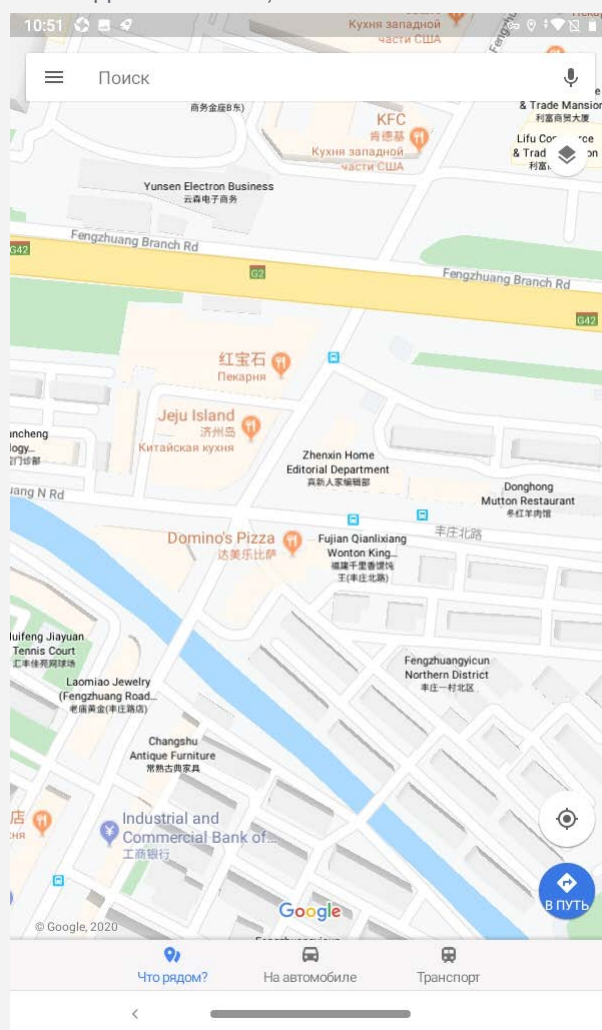 10:51
Кухня западной
части США
Поиск
商务金座B东)
& Trade Mansion
利富商贸大厦
KFC
肯德基
Кухня западной
части США
Yunsen Electron Business
云森电子商务
Fengzhuang Branch Rd
G42
G2
Fengzhuang Branch Rd
G42
红宝石
Пекарня
Jeju Island
济州岛
Китайская кухня
Zhenxin Home
Editorial Department
真新人家编辑部
Donghong
Mutton Restaurant
冬红羊肉馆
uang N Rd
丰庄北路
Domino's Pizza
达美乐比萨
Fujian Qianlixiang
Wonton King...
福建千里香馄饨
王(丰庄北路)
luifeng Jiayuan
Tennis Court
汇丰佳苑网球场
Fengzhuangyicun
Northern District
丰庄一村北区
Laomiao Jewelry
(Fengzhuang Road...
老庙黄金(丰庄路店)
Changshu
Antique Furniture
常熟古典家具
店
Industrial and
Commercial Bank of...
工商银行
В ПУТЬ
Google
© Google, 2020
Что рядом?
На автомобиле
Транспорт